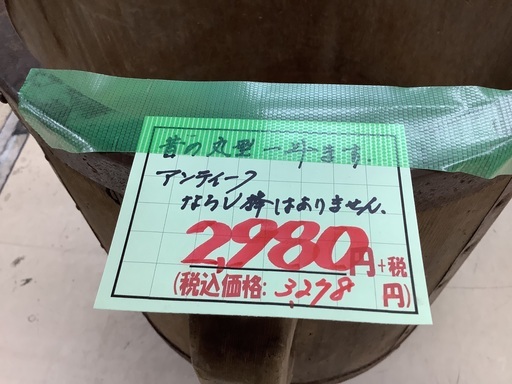 昔の丸型一斗ます.
アンティーク
ならし棒はありません.
2,980円+税
(税込価格:3,278円)